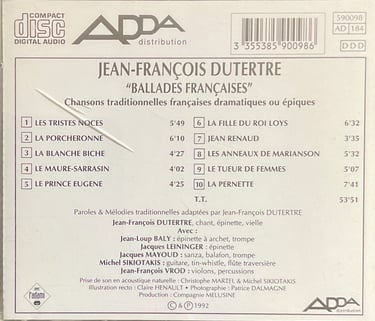 COMPACT
disc
DIGITAL AUDIO
ADDA
distribution
3 355385 900986
590098
AD 184
DDD
JEAN-FRANÇOIS DUTERTRE
"BALLADES FRANÇAISES"
Chansons traditionnelles françaises dramatiques ou épiques
1 LES TRISTES NOCES 5'49
2 LA PORCHERONNE 6'10
3 LA BLANCHE BICHE 4'27
4 LE MAURE-SARRASIN 4'02
5 LE PRINCE EUGENE 4'25
6 LA FILLE DU ROI LOYS 6'32
7 JEAN RENAUD 3'35
8 LES ANNEAUX DE MARIANSON 5'32
9 LE TUEUR DE FEMMES 5'07
10 LA PERNETTE 7'41
T.T. 53'51
Paroles & Mélodies traditionnelles adaptées par Jean-François DUTERTRE
Jean-François DUTERTRE, chant, épinette, vielle
Avec :
Jean-Loup BALY : épinette à archet, trompe
Jacques LEININGER : épinette
Jacques MAYOUD : sanza, balafon, trompe
Michel SIKIOTAKIS : guitare, tin-whistle, flûte traversière
Jean-François VROD : violons, percussions
Prise de son en acoustique naturelle : Christophe MARTEL & Michel SIKIOTAKIS
Illustration recto : Claire HENAULT • Photographie : Patrice DALMAGNE
Production : Compagnie MELUSINE
© & ℗ 1992
l'adami
ADDA
distribution